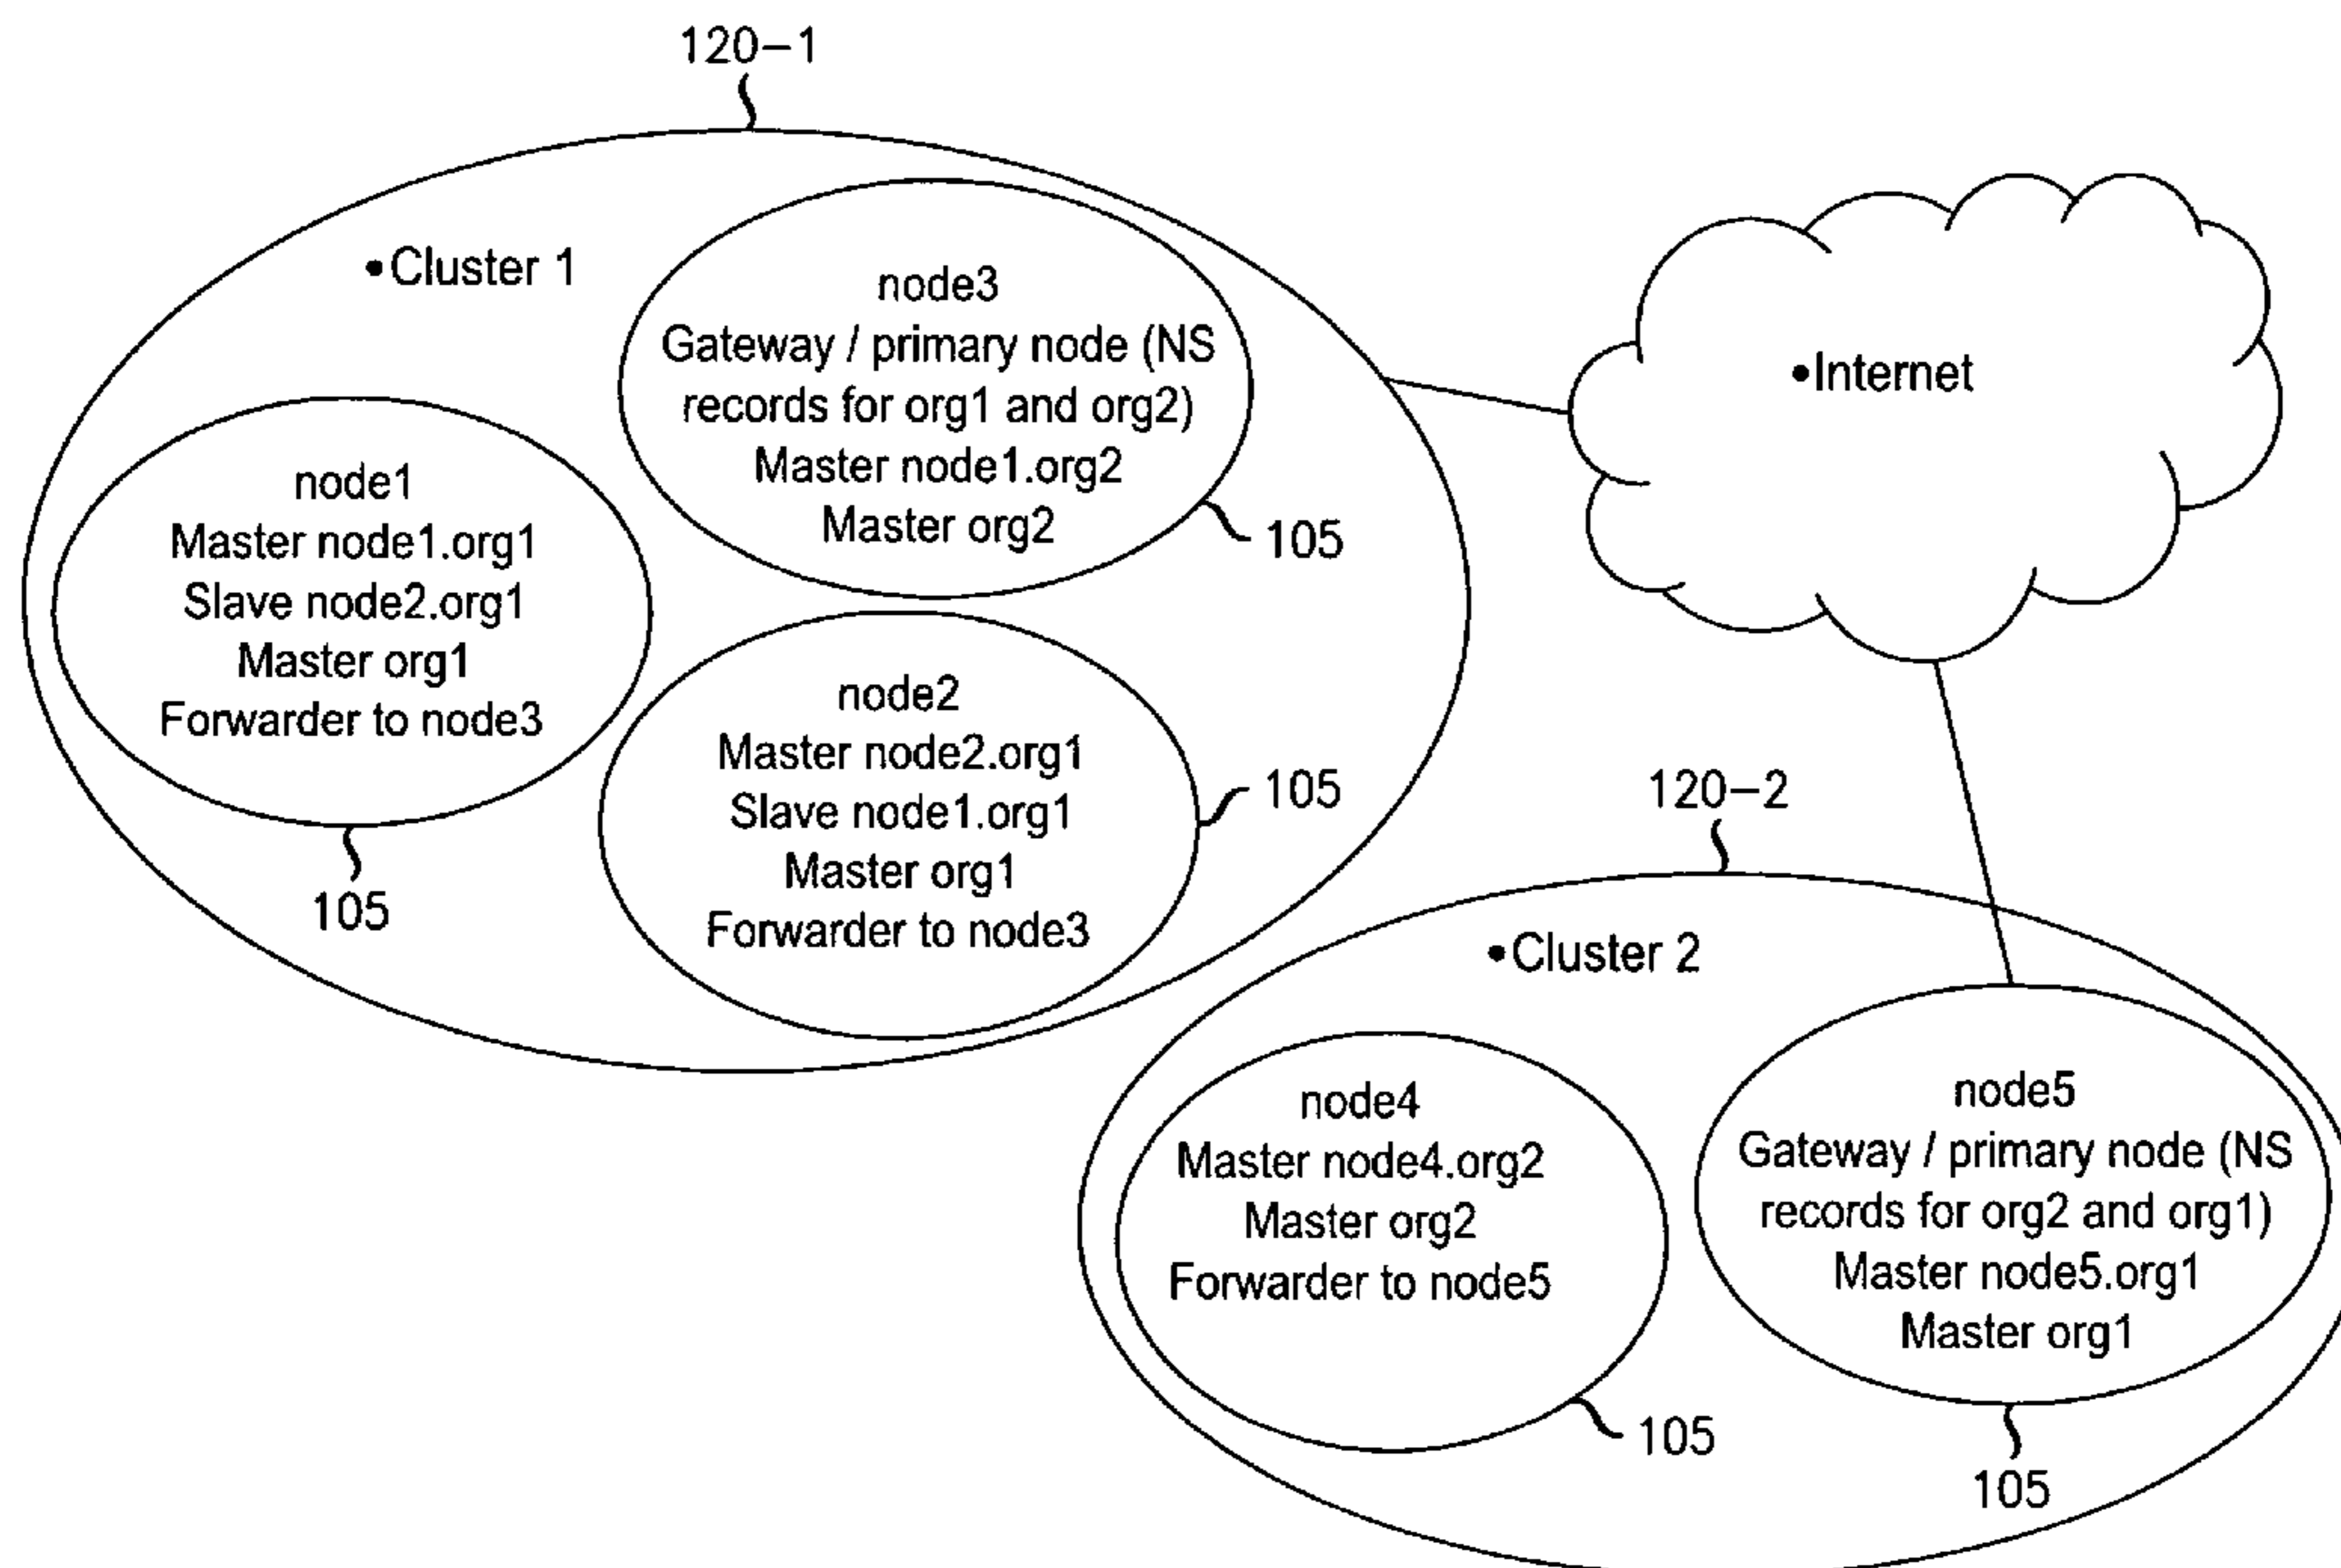 120-1
•Cluster 1
node3
Gateway / primary node (NS
records for org1 and org2)
Master node1.org2
Master org2
105
node1
Master node1.org1
Slave node2.org1
Master org1
Forwarder to node3
105
node2
Master node2.org1
Slave node1.org1
Master org1
Forwarder to node3
105
•Internet
120-2
•Cluster 2
node4
Master node4.org2
Master org2
Forwarder to node5
105
node5
Gateway / primary node (NS
records for org2 and org1)
Master node5.org1
Master org1
105